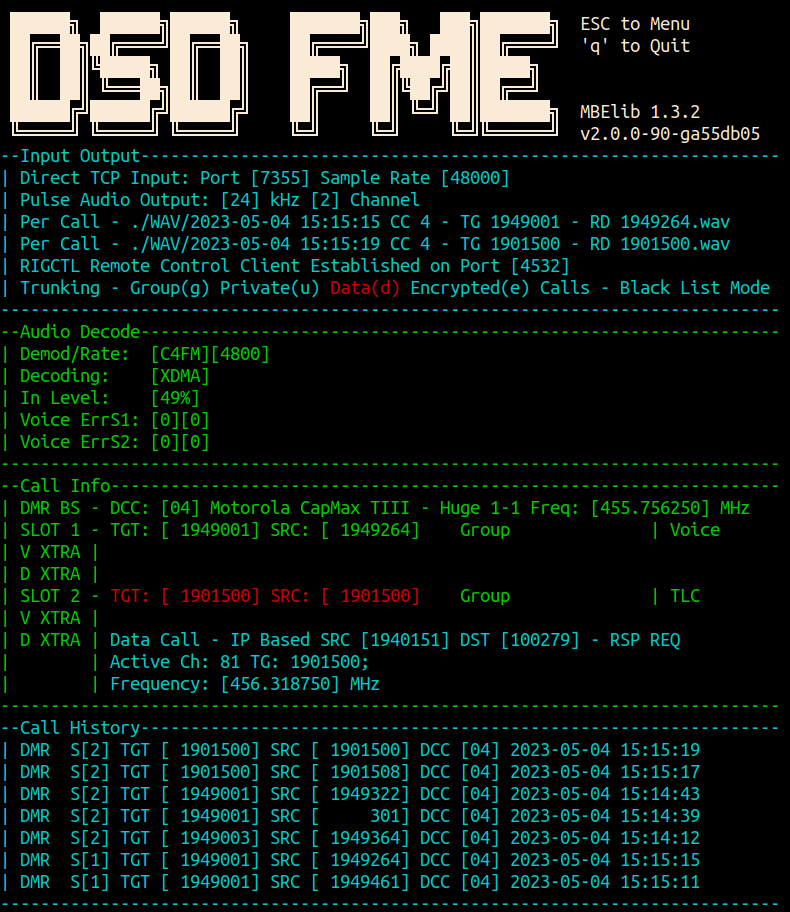 DSD FME
ESC to Menu
'q' to Quit
MBElib 1.3.2
v2.0.0-90-ga55db05
--Input Output----------------------------------------------------------------
| Direct TCP Input: Port [7355] Sample Rate [48000]
| Pulse Audio Output: [24] kHz [2] Channel
| Per Call - ./WAV/2023-05-04 15:15:15 CC 4 - TG 1949001 - RD 1949264.wav
| Per Call - ./WAV/2023-05-04 15:15:19 CC 4 - TG 1901500 - RD 1901500.wav
| RIGCTL Remote Control Client Established on Port [4532]
| Trunking - Group(g) Private(u) Data(d) Encrypted(e) Calls - Black List Mode
------------------------------------------------------------------------------
--Audio Decode----------------------------------------------------------------
| Demod/Rate:  [C4FM][4800]
| Decoding:    [XDMA]
| In Level:    [49%]
| Voice ErrS1: [0][0]
| Voice ErrS2: [0][0]
------------------------------------------------------------------------------
--Call Info-------------------------------------------------------------------
| DMR BS - DCC: [04] Motorola CapMax TIII - Huge 1-1 Freq: [455.756250] MHz
| SLOT 1 - TGT: [ 1949001] SRC: [ 1949264]    Group              | Voice
| V XTRA |
| D XTRA |
| SLOT 2 - TGT: [ 1901500] SRC: [ 1901500]    Group              | TLC
| V XTRA |
| D XTRA | Data Call - IP Based SRC [1940151] DST [100279] - RSP REQ
|        | Active Ch: 81 TG: 1901500;
|        | Frequency: [456.318750] MHz
------------------------------------------------------------------------------
--Call History----------------------------------------------------------------
| DMR  S[2] TGT [ 1901500] SRC [ 1901500] DCC [04] 2023-05-04 15:15:19
| DMR  S[2] TGT [ 1901500] SRC [ 1901508] DCC [04] 2023-05-04 15:15:17
| DMR  S[2] TGT [ 1949001] SRC [ 1949322] DCC [04] 2023-05-04 15:14:43
| DMR  S[2] TGT [ 1949001] SRC [     301] DCC [04] 2023-05-04 15:14:39
| DMR  S[2] TGT [ 1949003] SRC [ 1949364] DCC [04] 2023-05-04 15:14:12
| DMR  S[1] TGT [ 1949001] SRC [ 1949264] DCC [04] 2023-05-04 15:15:15
| DMR  S[1] TGT [ 1949001] SRC [ 1949461] DCC [04] 2023-05-04 15:15:11
------------------------------------------------------------------------------